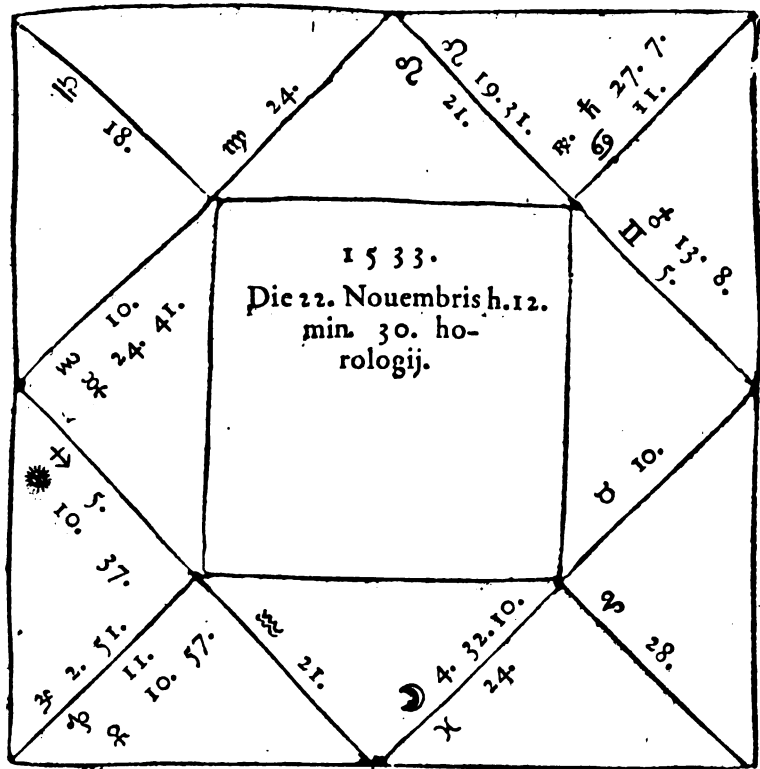 ♎ 18.
♍ 24.
♌ 21.
☊ 19. 31.
℞. ♄ 27. 7.
♋ 11.
♂ 13. 8.
♊ 5.
1533.
Die 22. Nouembris h. 12.
min. 30. ho-
rologij.
10.
♏ 24. 41.
♐ 5.
☉ 10. 37.
♃ 2. 51.
♑ 11.
♀ 10. 57.
♒ 21.
☽ 4. 32. 10.
♓ 24.
28.
♉ 10.